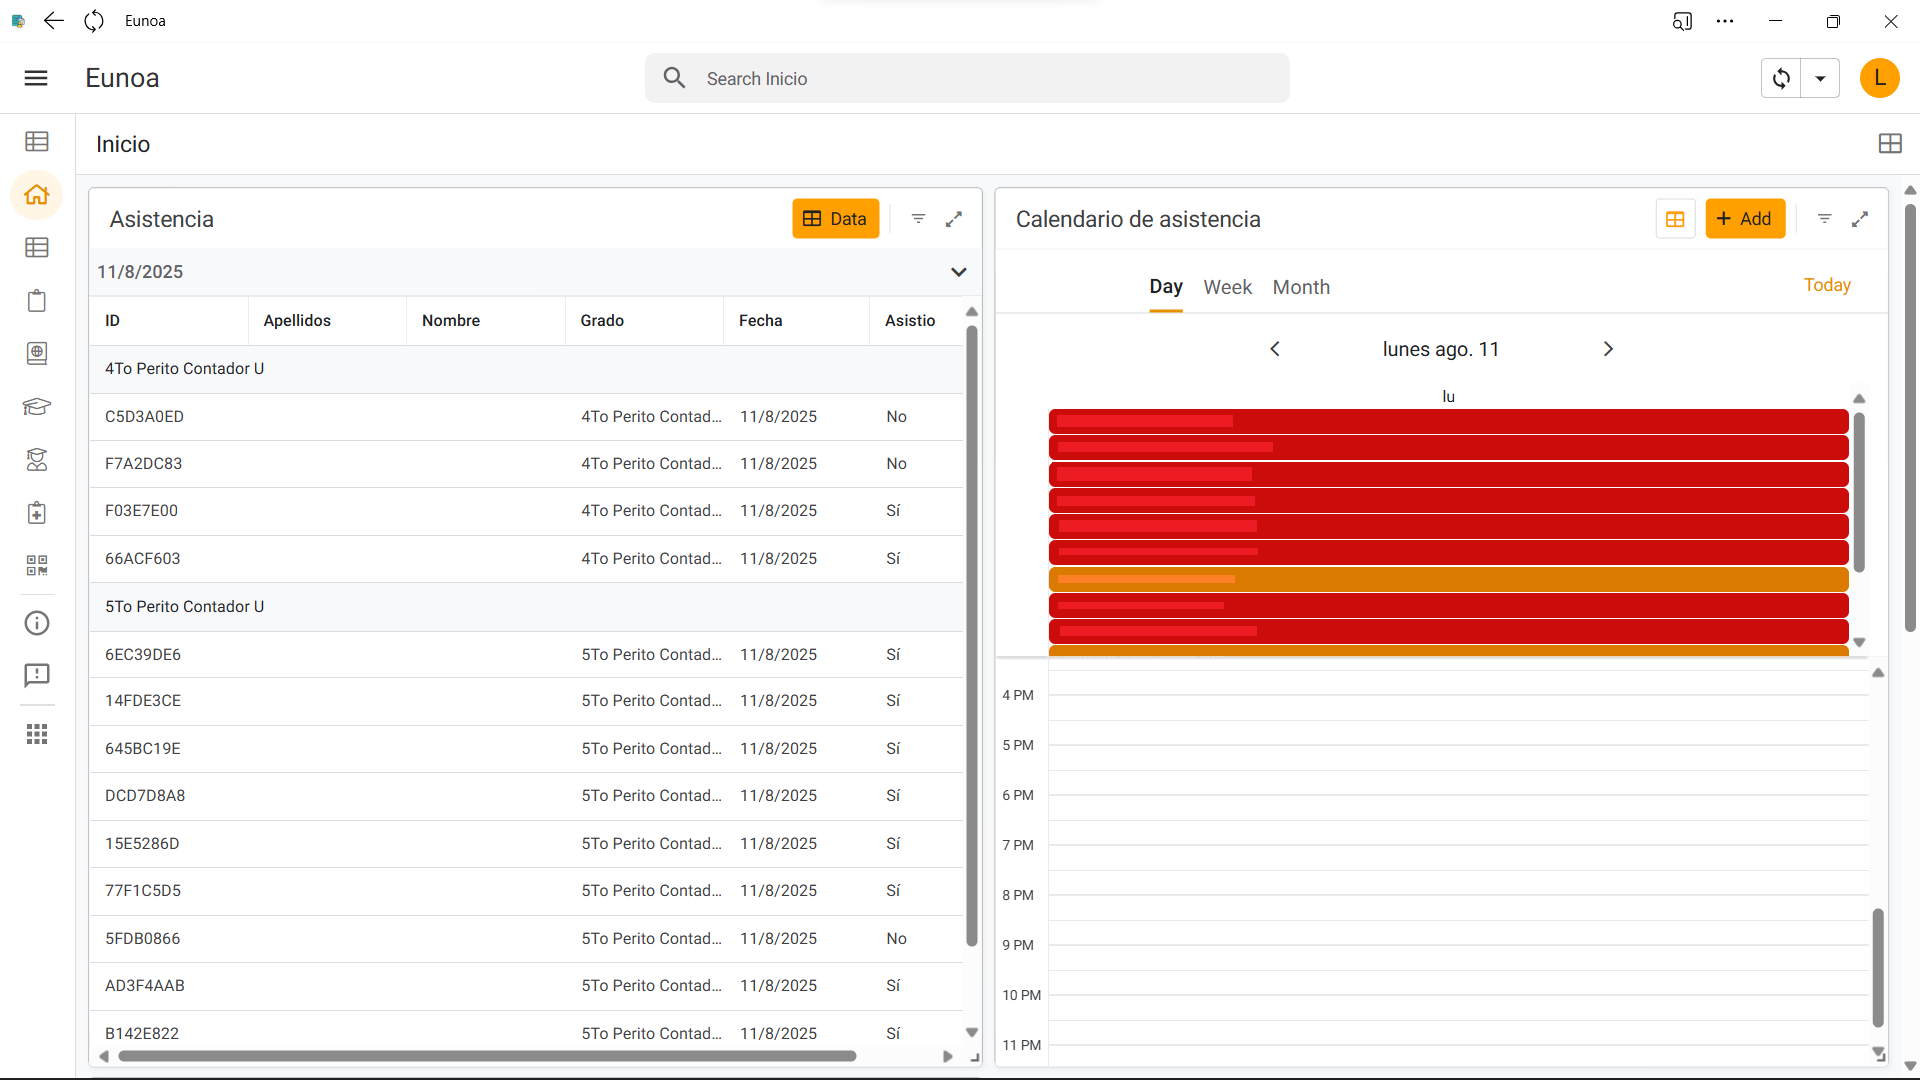 Eunoa
Eunoa
Search Inicio
L
Inicio
Asistencia
Data
11/8/2025
ID Apellidos Nombre Grado Fecha Asistio
4To Perito Contador U
C5D3A0ED 4To Perito Contad... 11/8/2025 No
F7A2DC83 4To Perito Contad... 11/8/2025 No
F03E7E00 4To Perito Contad... 11/8/2025 Sí
66ACF603 4To Perito Contad... 11/8/2025 Sí
5To Perito Contador U
6EC39DE6 5To Perito Contad... 11/8/2025 Sí
14FDE3CE 5To Perito Contad... 11/8/2025 Sí
645BC19E 5To Perito Contad... 11/8/2025 Sí
DCD7D8A8 5To Perito Contad... 11/8/2025 Sí
15E5286D 5To Perito Contad... 11/8/2025 Sí
77F1C5D5 5To Perito Contad... 11/8/2025 Sí
5FDB0866 5To Perito Contad... 11/8/2025 No
AD3F4AAB 5To Perito Contad... 11/8/2025 Sí
B142E822 5To Perito Contad... 11/8/2025 Sí
Calendario de asistencia
+ Add
Day Week Month
Today
lunes ago. 11
lu
4 PM
5 PM
6 PM
7 PM
8 PM
9 PM
10 PM
11 PM